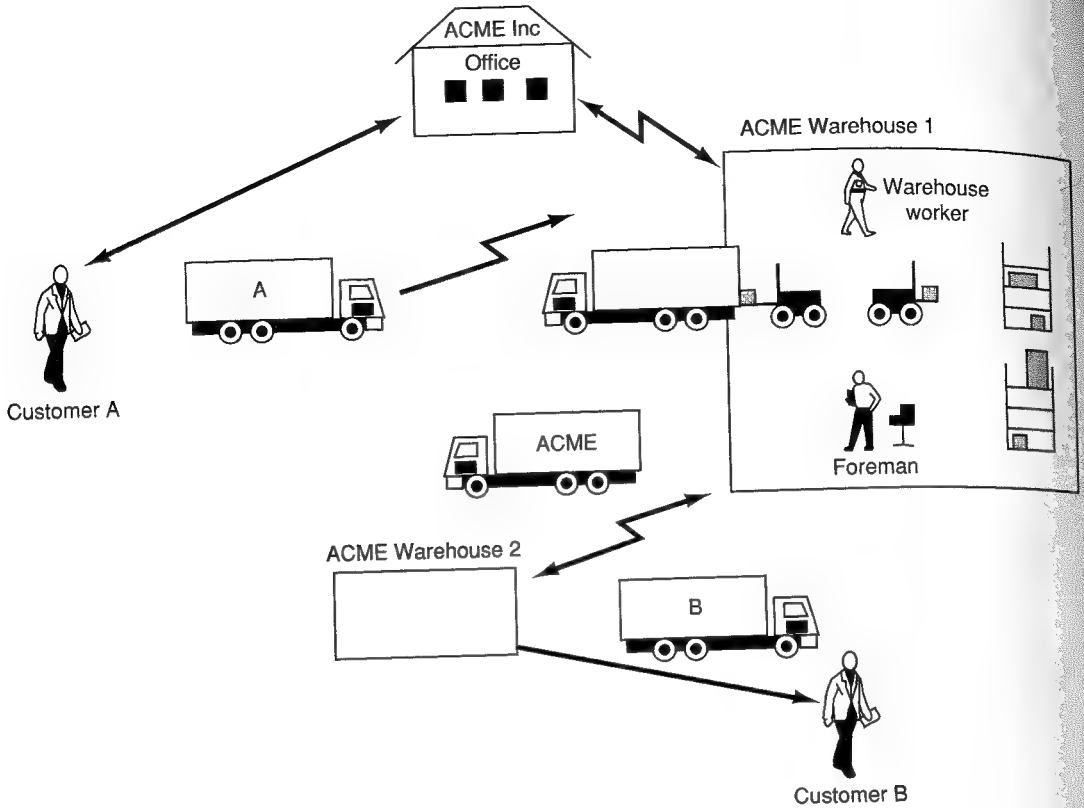 ACME Inc
Office
ACME Warehouse 1
Warehouse
worker
A
Customer A
Foreman
ACME
ACME Warehouse 2
B
Customer B